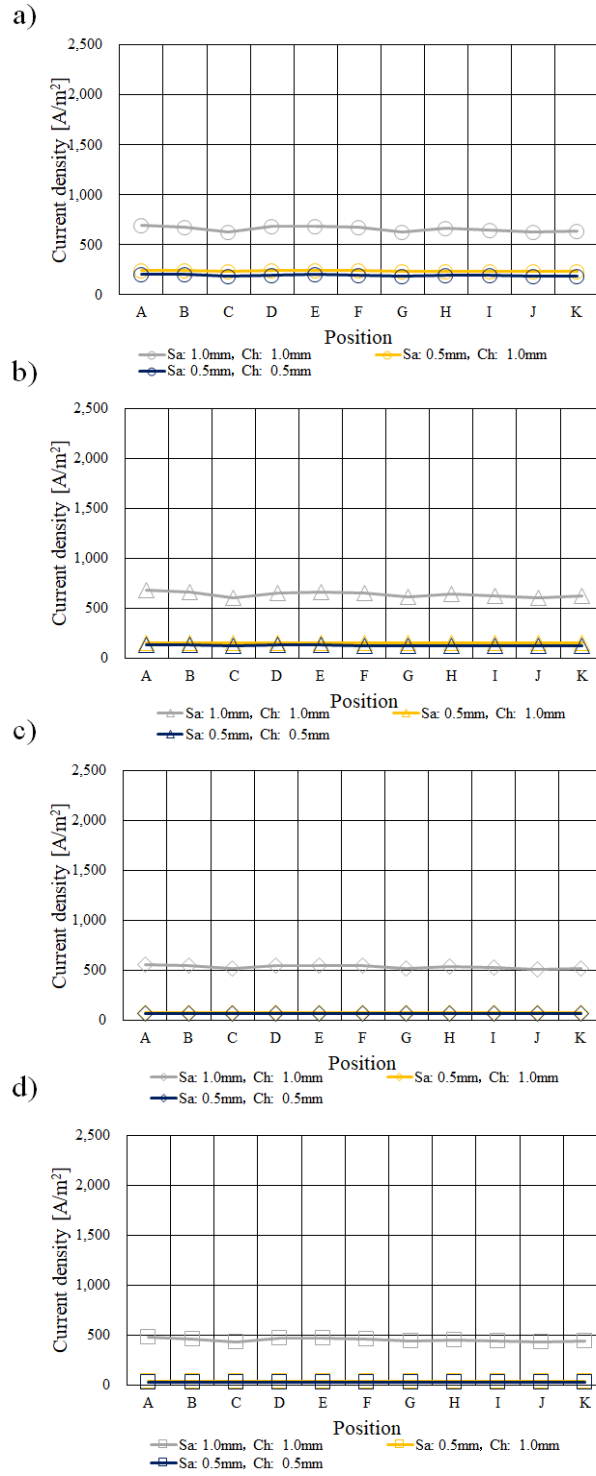 a)
2,500
2,000
1,500
1,000
500
0
Current density [A/m²]
A B C D E F G H I J K
Position
Sa: 1.0mm, Ch: 1.0mm Sa: 0.5mm, Ch: 1.0mm
Sa: 0.5mm, Ch: 0.5mm
b)
2,500
2,000
1,500
1,000
500
0
Current density [A/m²]
A B C D E F G H I J K
Position
Sa: 1.0mm, Ch: 1.0mm Sa: 0.5mm, Ch: 1.0mm
Sa: 0.5mm, Ch: 0.5mm
c)
2,500
2,000
1,500
1,000
500
0
Current density [A/m²]
A B C D E F G H I J K
Position
Sa: 1.0mm, Ch: 1.0mm Sa: 0.5mm, Ch: 1.0mm
Sa: 0.5mm, Ch: 0.5mm
d)
2,500
2,000
1,500
1,000
500
0
Current density [A/m²]
A B C D E F G H I J K
Position
Sa: 1.0mm, Ch: 1.0mm Sa: 0.5mm, Ch: 1.0mm
Sa: 0.5mm, Ch: 0.5mm